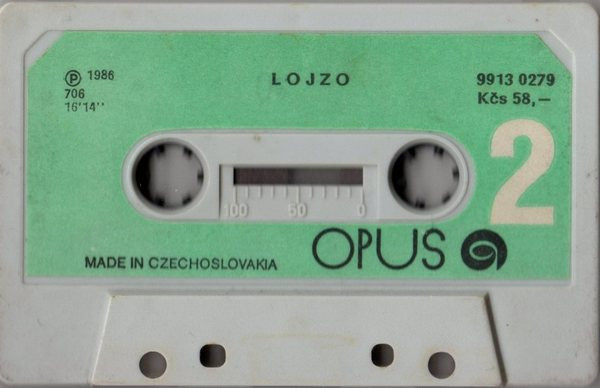 ℗ 1986
706
16'14''
LOJZO
9913 0279
Kčs 58,—
2
100 50 0
OPUS
MADE IN CZECHOSLOVAKIA